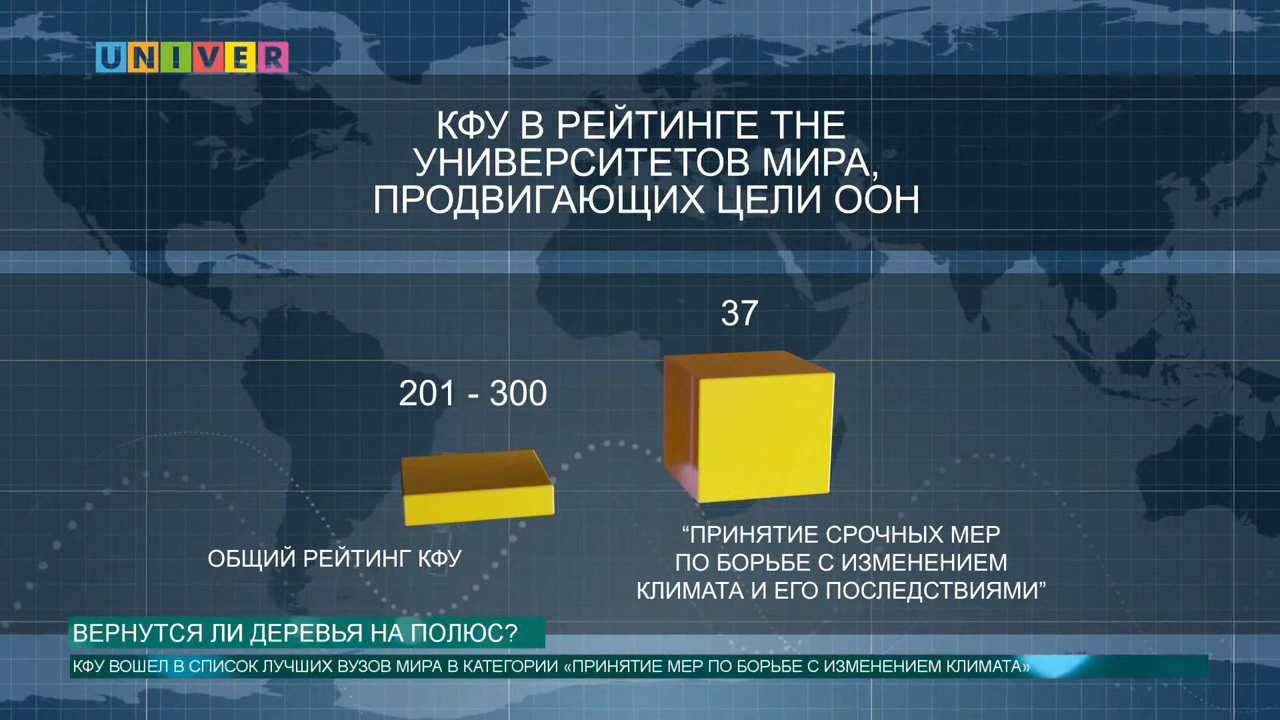 UNIVER
КФУ В РЕЙТИНГЕ THE
УНИВЕРСИТЕТОВ МИРА,
ПРОДВИГАЮЩИХ ЦЕЛИ ООН
37
201 - 300
“ПРИНЯТИЕ СРОЧНЫХ МЕР
ПО БОРЬБЕ С ИЗМЕНЕНИЕМ
КЛИМАТА И ЕГО ПОСЛЕДСТВИЯМИ”
ОБЩИЙ РЕЙТИНГ КФУ
ВЕРНУТСЯ ЛИ ДЕРЕВЬЯ НА ПОЛЮС?
КФУ ВОШЕЛ В СПИСОК ЛУЧШИХ ВУЗОВ МИРА В КАТЕГОРИИ «ПРИНЯТИЕ МЕР ПО БОРЬБЕ С ИЗМЕНЕНИЕМ КЛИМАТА»